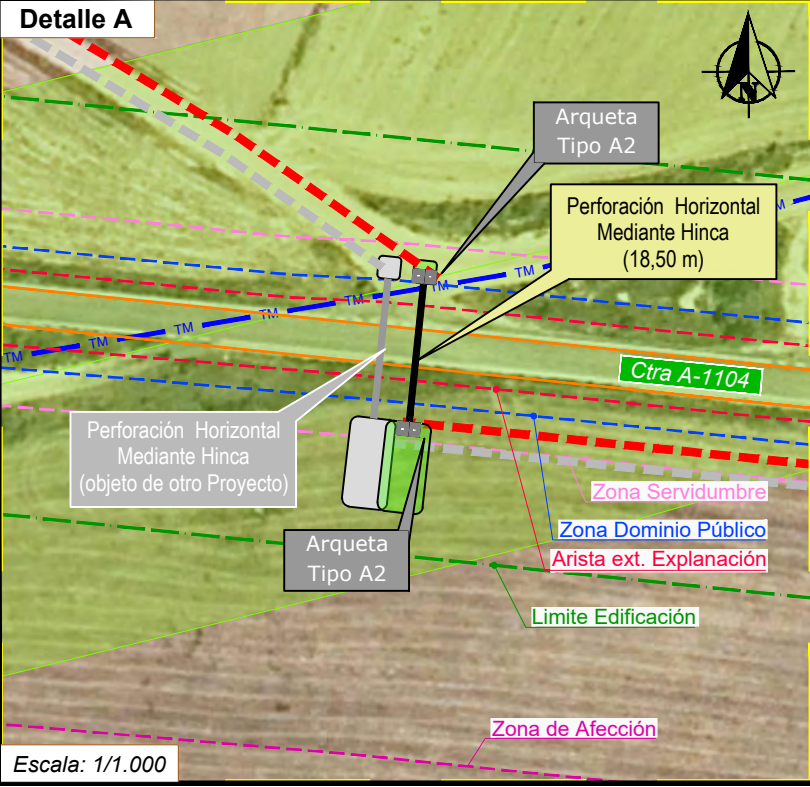 Detalle A
N
Arqueta
Tipo A2
Perforación Horizontal
Mediante Hinca
(18,50 m)
TM
TM
TM
TM
TM
TM
TM
M
Ctra A-1104
Perforación Horizontal
Mediante Hinca
(objeto de otro Proyecto)
Zona Servidumbre
Zona Dominio Público
Arista ext. Explanación
Arqueta
Tipo A2
Limite Edificación
Zona de Afección
Escala: 1/1.000